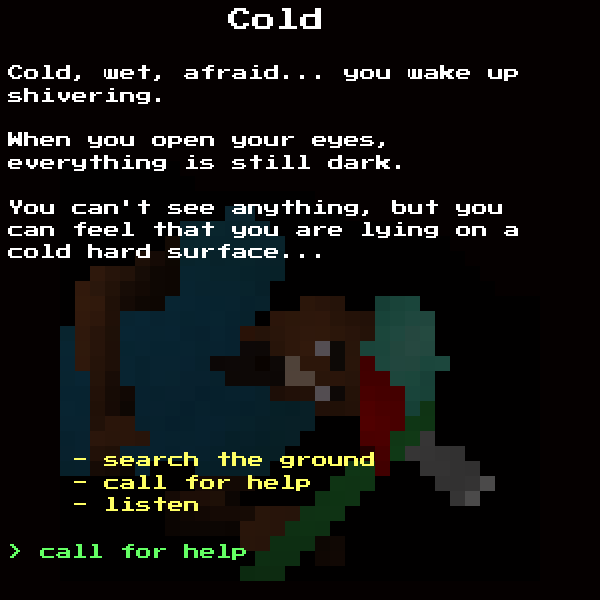 Cold
Cold, wet, afraid... you wake up
shivering.
When you open your eyes,
everything is still dark.
You can't see anything, but you
can feel that you are lying on a
cold hard surface...
- search the ground
- call for help
- listen
> call for help